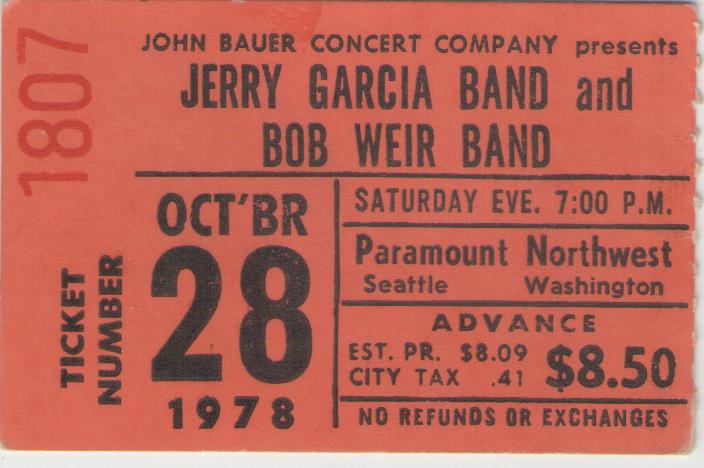 JOHN BAUER CONCERT COMPANY presents
JERRY GARCIA BAND and
BOB WEIR BAND
1807
TICKET
NUMBER
OCT'BR
28
1978
SATURDAY EVE. 7:00 P.M.
Paramount Northwest
Seattle Washington
ADVANCE
EST. PR. $8.09
CITY TAX .41
$8.50
NO REFUNDS OR EXCHANGES